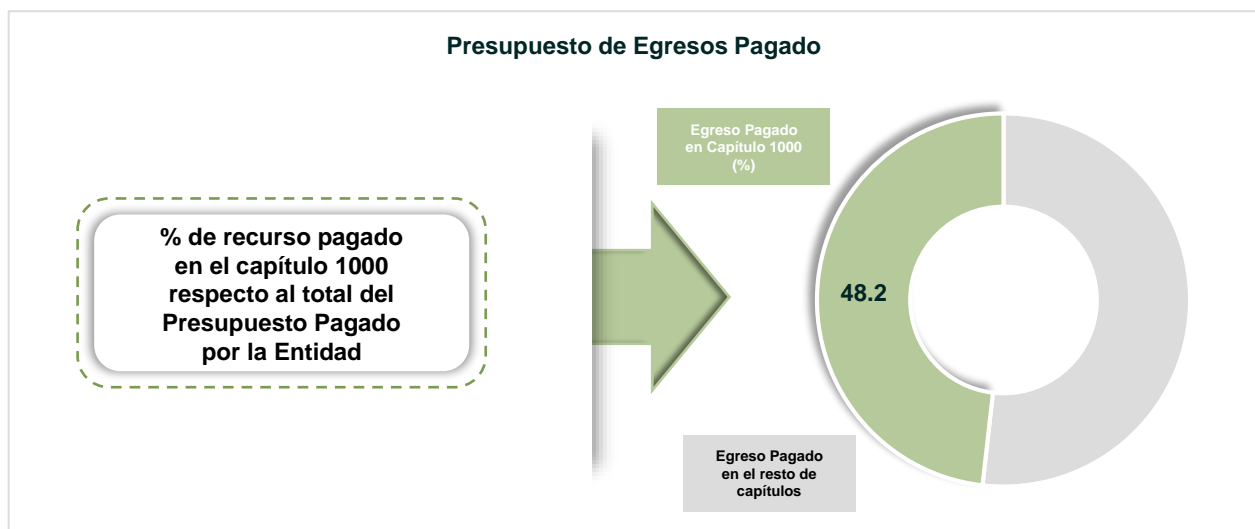 Presupuesto de Egresos Pagado
% de recurso pagado
en el capítulo 1000
respecto al total del
Presupuesto Pagado
por la Entidad
Egreso Pagado
en Capítulo 1000
(%)
48.2
Egreso Pagado
en el resto de
capítulos